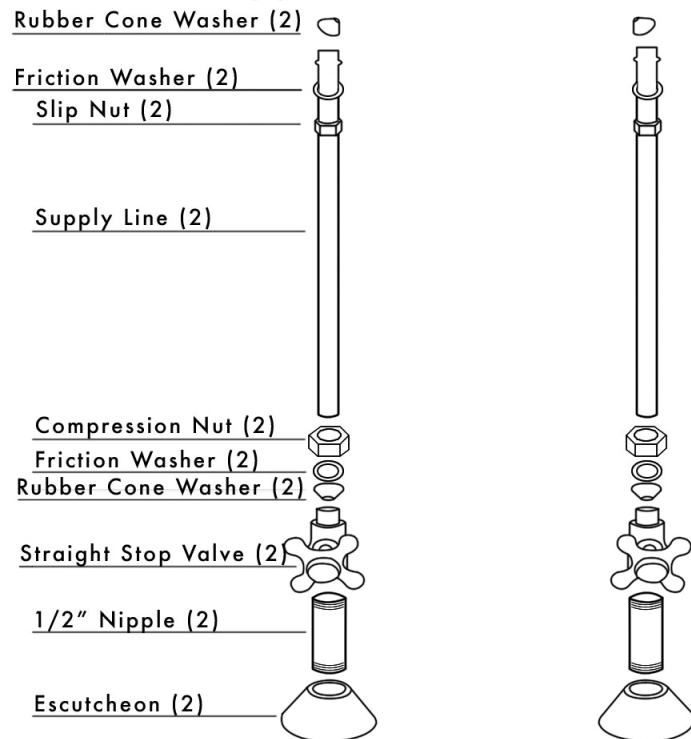 Rubber Cone Washer (2)
Friction Washer (2)
Slip Nut (2)
Supply Line (2)
Compression Nut (2)
Friction Washer (2)
Rubber Cone Washer (2)
Straight Stop Valve (2)
1/2” Nipple (2)
Escutcheon (2)